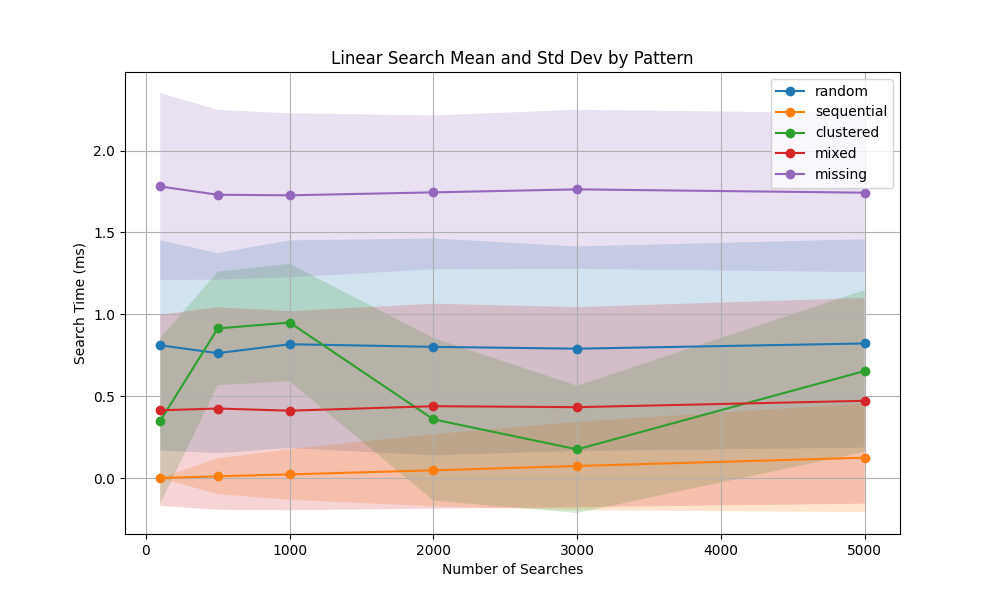 Linear Search Mean and Std Dev by Pattern
random
sequential
clustered
mixed
missing
2.0
1.5
1.0
0.5
0.0
Search Time (ms)
0
1000
2000
3000
4000
5000
Number of Searches